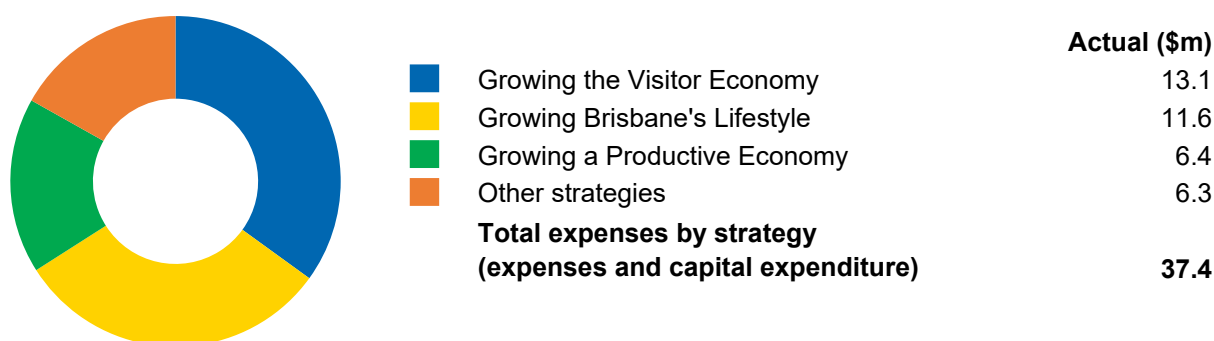 Actual ($m)
Growing the Visitor Economy 13.1
Growing Brisbane's Lifestyle 11.6
Growing a Productive Economy 6.4
Other strategies 6.3
Total expenses by strategy
(expenses and capital expenditure) 37.4